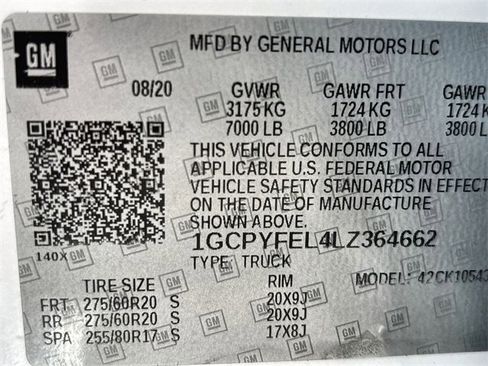 GM
MFD BY GENERAL MOTORS LLC
08/20 GVWR GAWR FRT GAWR
3175 KG 1724 KG 1724
7000 LB 3800 LB 3800
THIS VEHICLE CONFORMS TO ALL
APPLICABLE U.S. FEDERAL MOTOR
VEHICLE SAFETY STANDARDS IN EFFECT
ON THE DATE OF MANUFACTURE
SHOWN ABOVE.
1GCPYFEL4LZ364662
140X TYPE: TRUCK
MODEL: 42CK10543
TIRE SIZE RIM
FRT 275/60R20 S 20X9J
RR 275/60R20 S 20X9J
SPA 255/80R17 S 17X8J